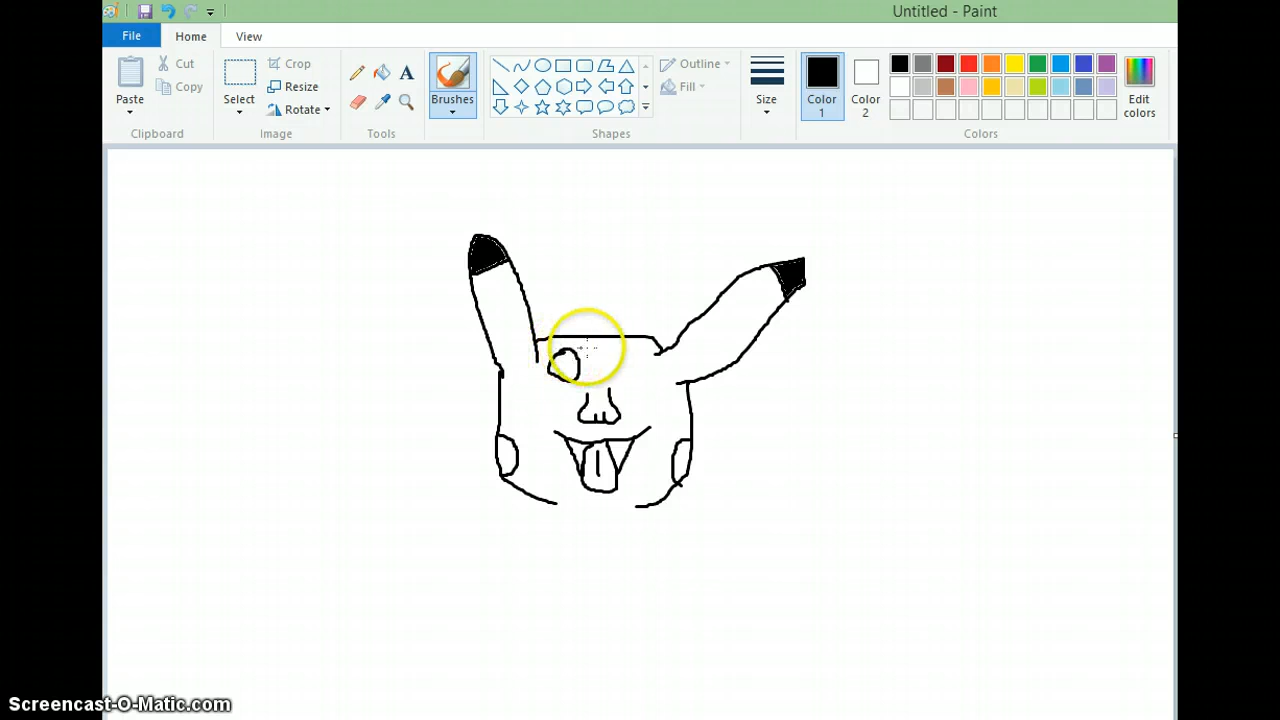 Untitled - Paint
File Home View
Paste
Cut
Copy
Clipboard
Select
Crop
Resize
Rotate
Image
Tools
Brushes
Shapes
Outline
Fill
Size
Color 1
Color 2
Colors
Edit colors
Screencast-O-Matic.com